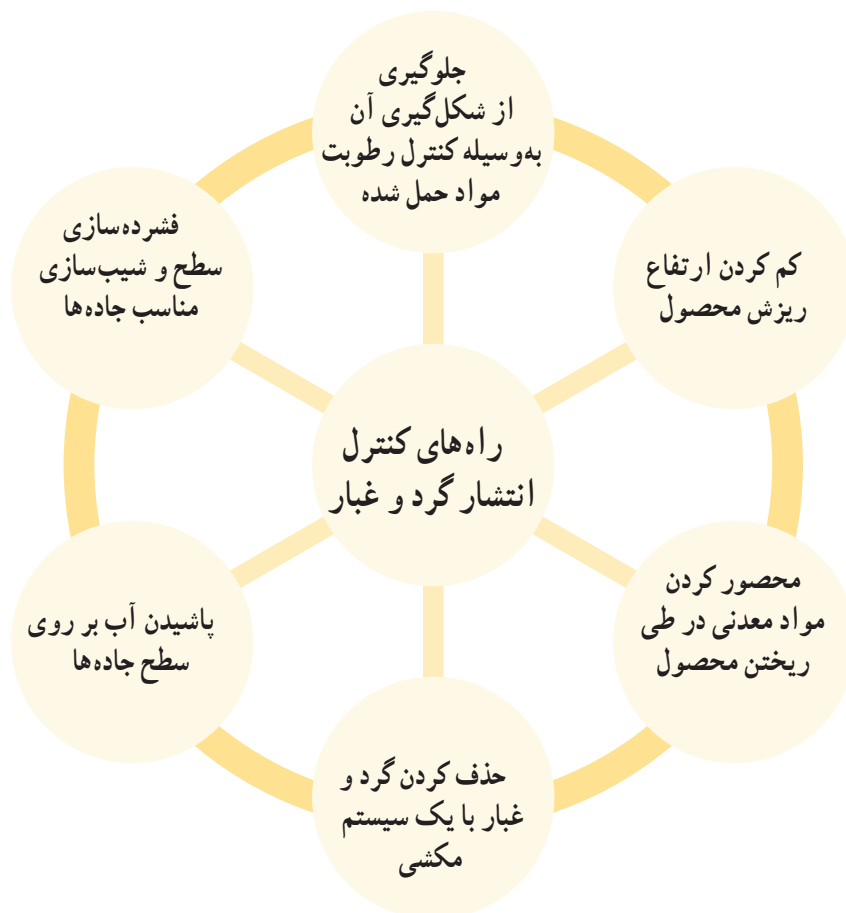 جلوگیری
از شکل‌گیری آن
به‌وسیله کنترل رطوبت
مواد حمل شده
کم کردن ارتفاع
ریزش محصول
محصور کردن
مواد معدنی در طی
ریختن محصول
حذف کردن گرد و
غبار با یک سیستم
مکشی
پاشیدن آب بر روی
سطح جاده‌ها
فشرده‌سازی
سطح و شیب‌سازی
مناسب جاده‌ها
راه‌های کنترل
انتشار گرد و غبار